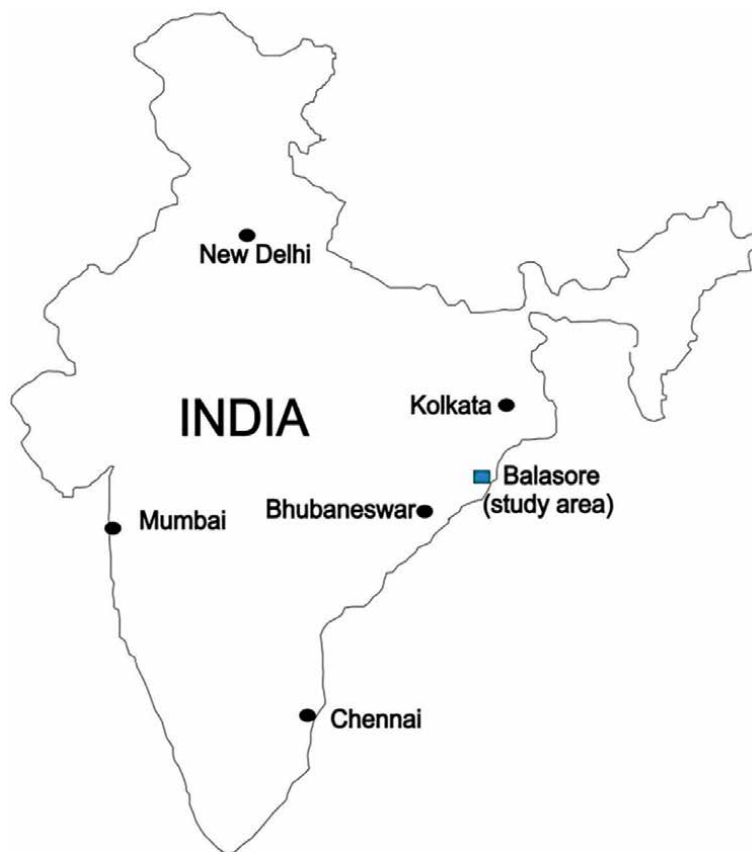 New Delhi
INDIA
Kolkata
Balasore
(study area)
Bhubaneswar
Mumbai
Chennai